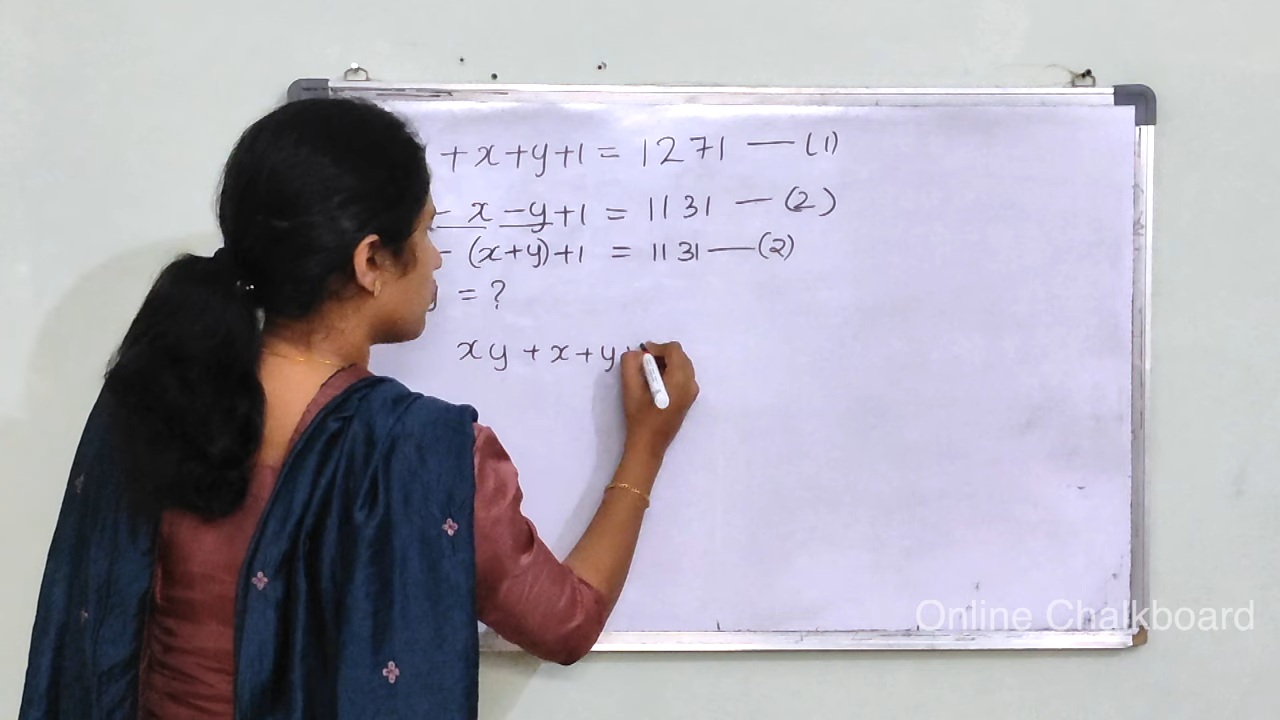 + x + y + 1 = 1271 — (1)
- x - y + 1 = 1131 — (2)
- (x+y) + 1 = 1131 — (2)
y = ?
xy + x + y
Online Chalkboard